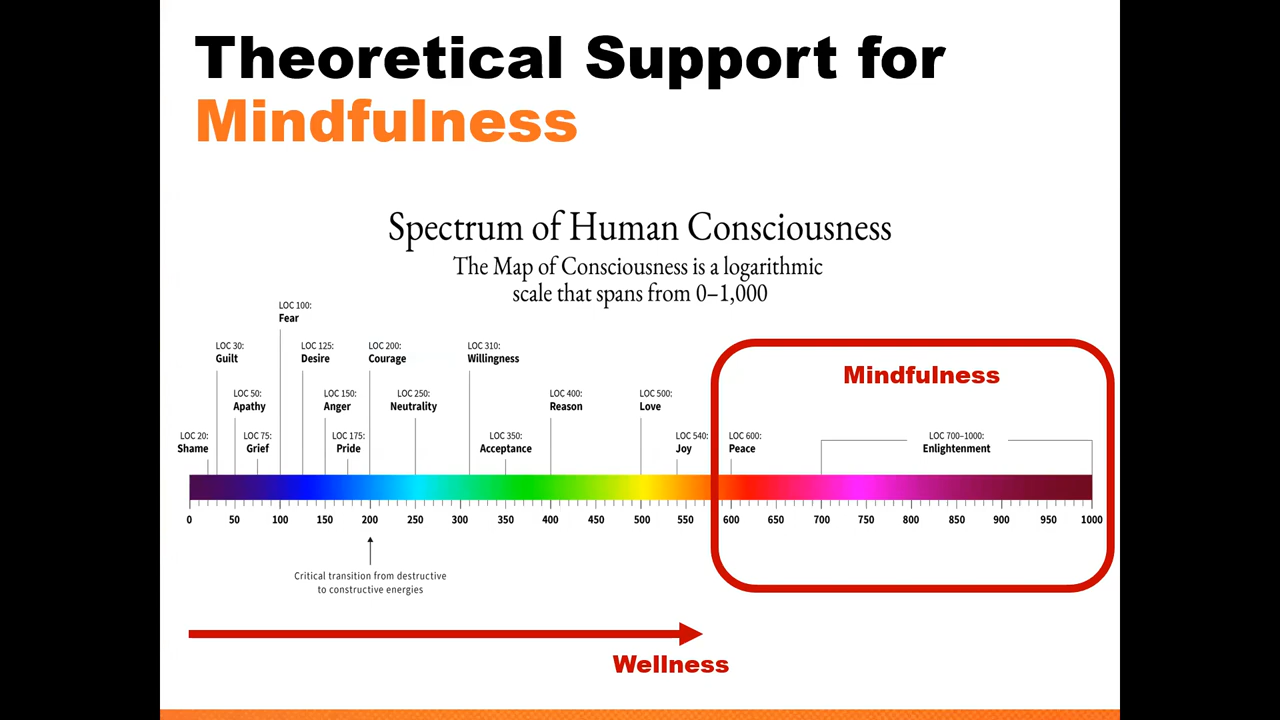 Theoretical Support for
Mindfulness
Spectrum of Human Consciousness
The Map of Consciousness is a logarithmic
scale that spans from 0–1,000
LOC 100:
Fear
LOC 30:
Guilt
LOC 125:
Desire
LOC 200:
Courage
LOC 310:
Willingness
Mindfulness
LOC 50:
Apathy
LOC 150:
Anger
LOC 250:
Neutrality
LOC 400:
Reason
LOC 500:
Love
LOC 20:
Shame
LOC 75:
Grief
LOC 175:
Pride
LOC 350:
Acceptance
LOC 540:
Joy
LOC 600:
Peace
LOC 700–1000:
Enlightenment
0 50 100 150 200 250 300 350 400 450 500 550 600 650 700 750 800 850 900 950 1000
Critical transition from destructive
to constructive energies
Wellness